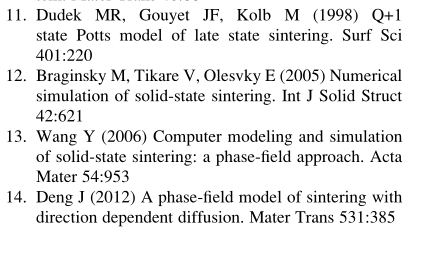 11. Dudek MR, Gouyet JF, Kolb M (1998) Q+1
state Potts model of late state sintering. Surf Sci
401:220
12. Braginsky M, Tikare V, Olesvky E (2005) Numerical
simulation of solid-state sintering. Int J Solid Struct
42:621
13. Wang Y (2006) Computer modeling and simulation
of solid-state sintering: a phase-field approach. Acta
Mater 54:953
14. Deng J (2012) A phase-field model of sintering with
direction dependent diffusion. Mater Trans 531:385